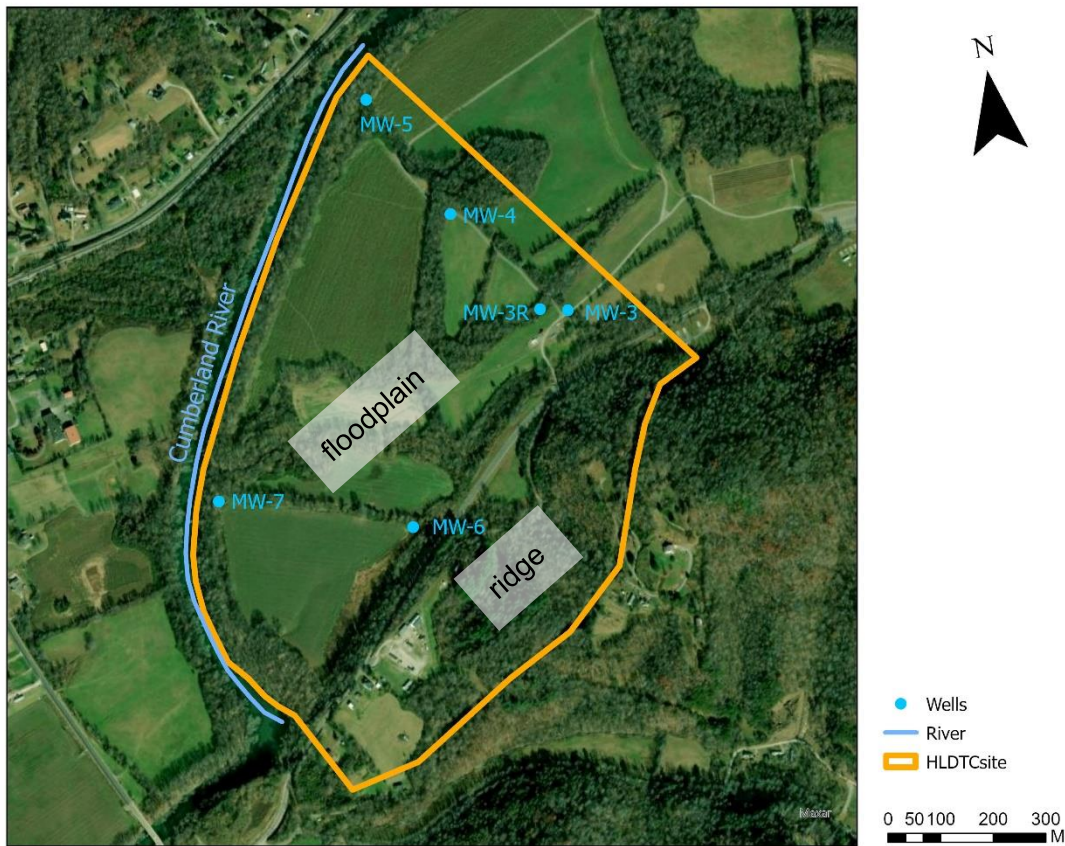 N
MW-5
MW-4
MW-3R
MW-3
Cumberland River
floodplain
MW-7
MW-6
ridge
Wells
River
HLDTCsite
Maxar
0 50 100 200 300
M